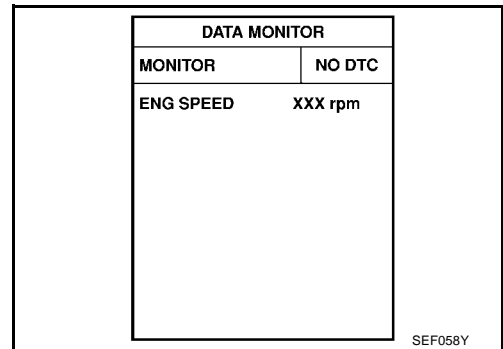 DATA MONITOR
MONITOR NO DTC
ENG SPEED XXX rpm
SEF058Y